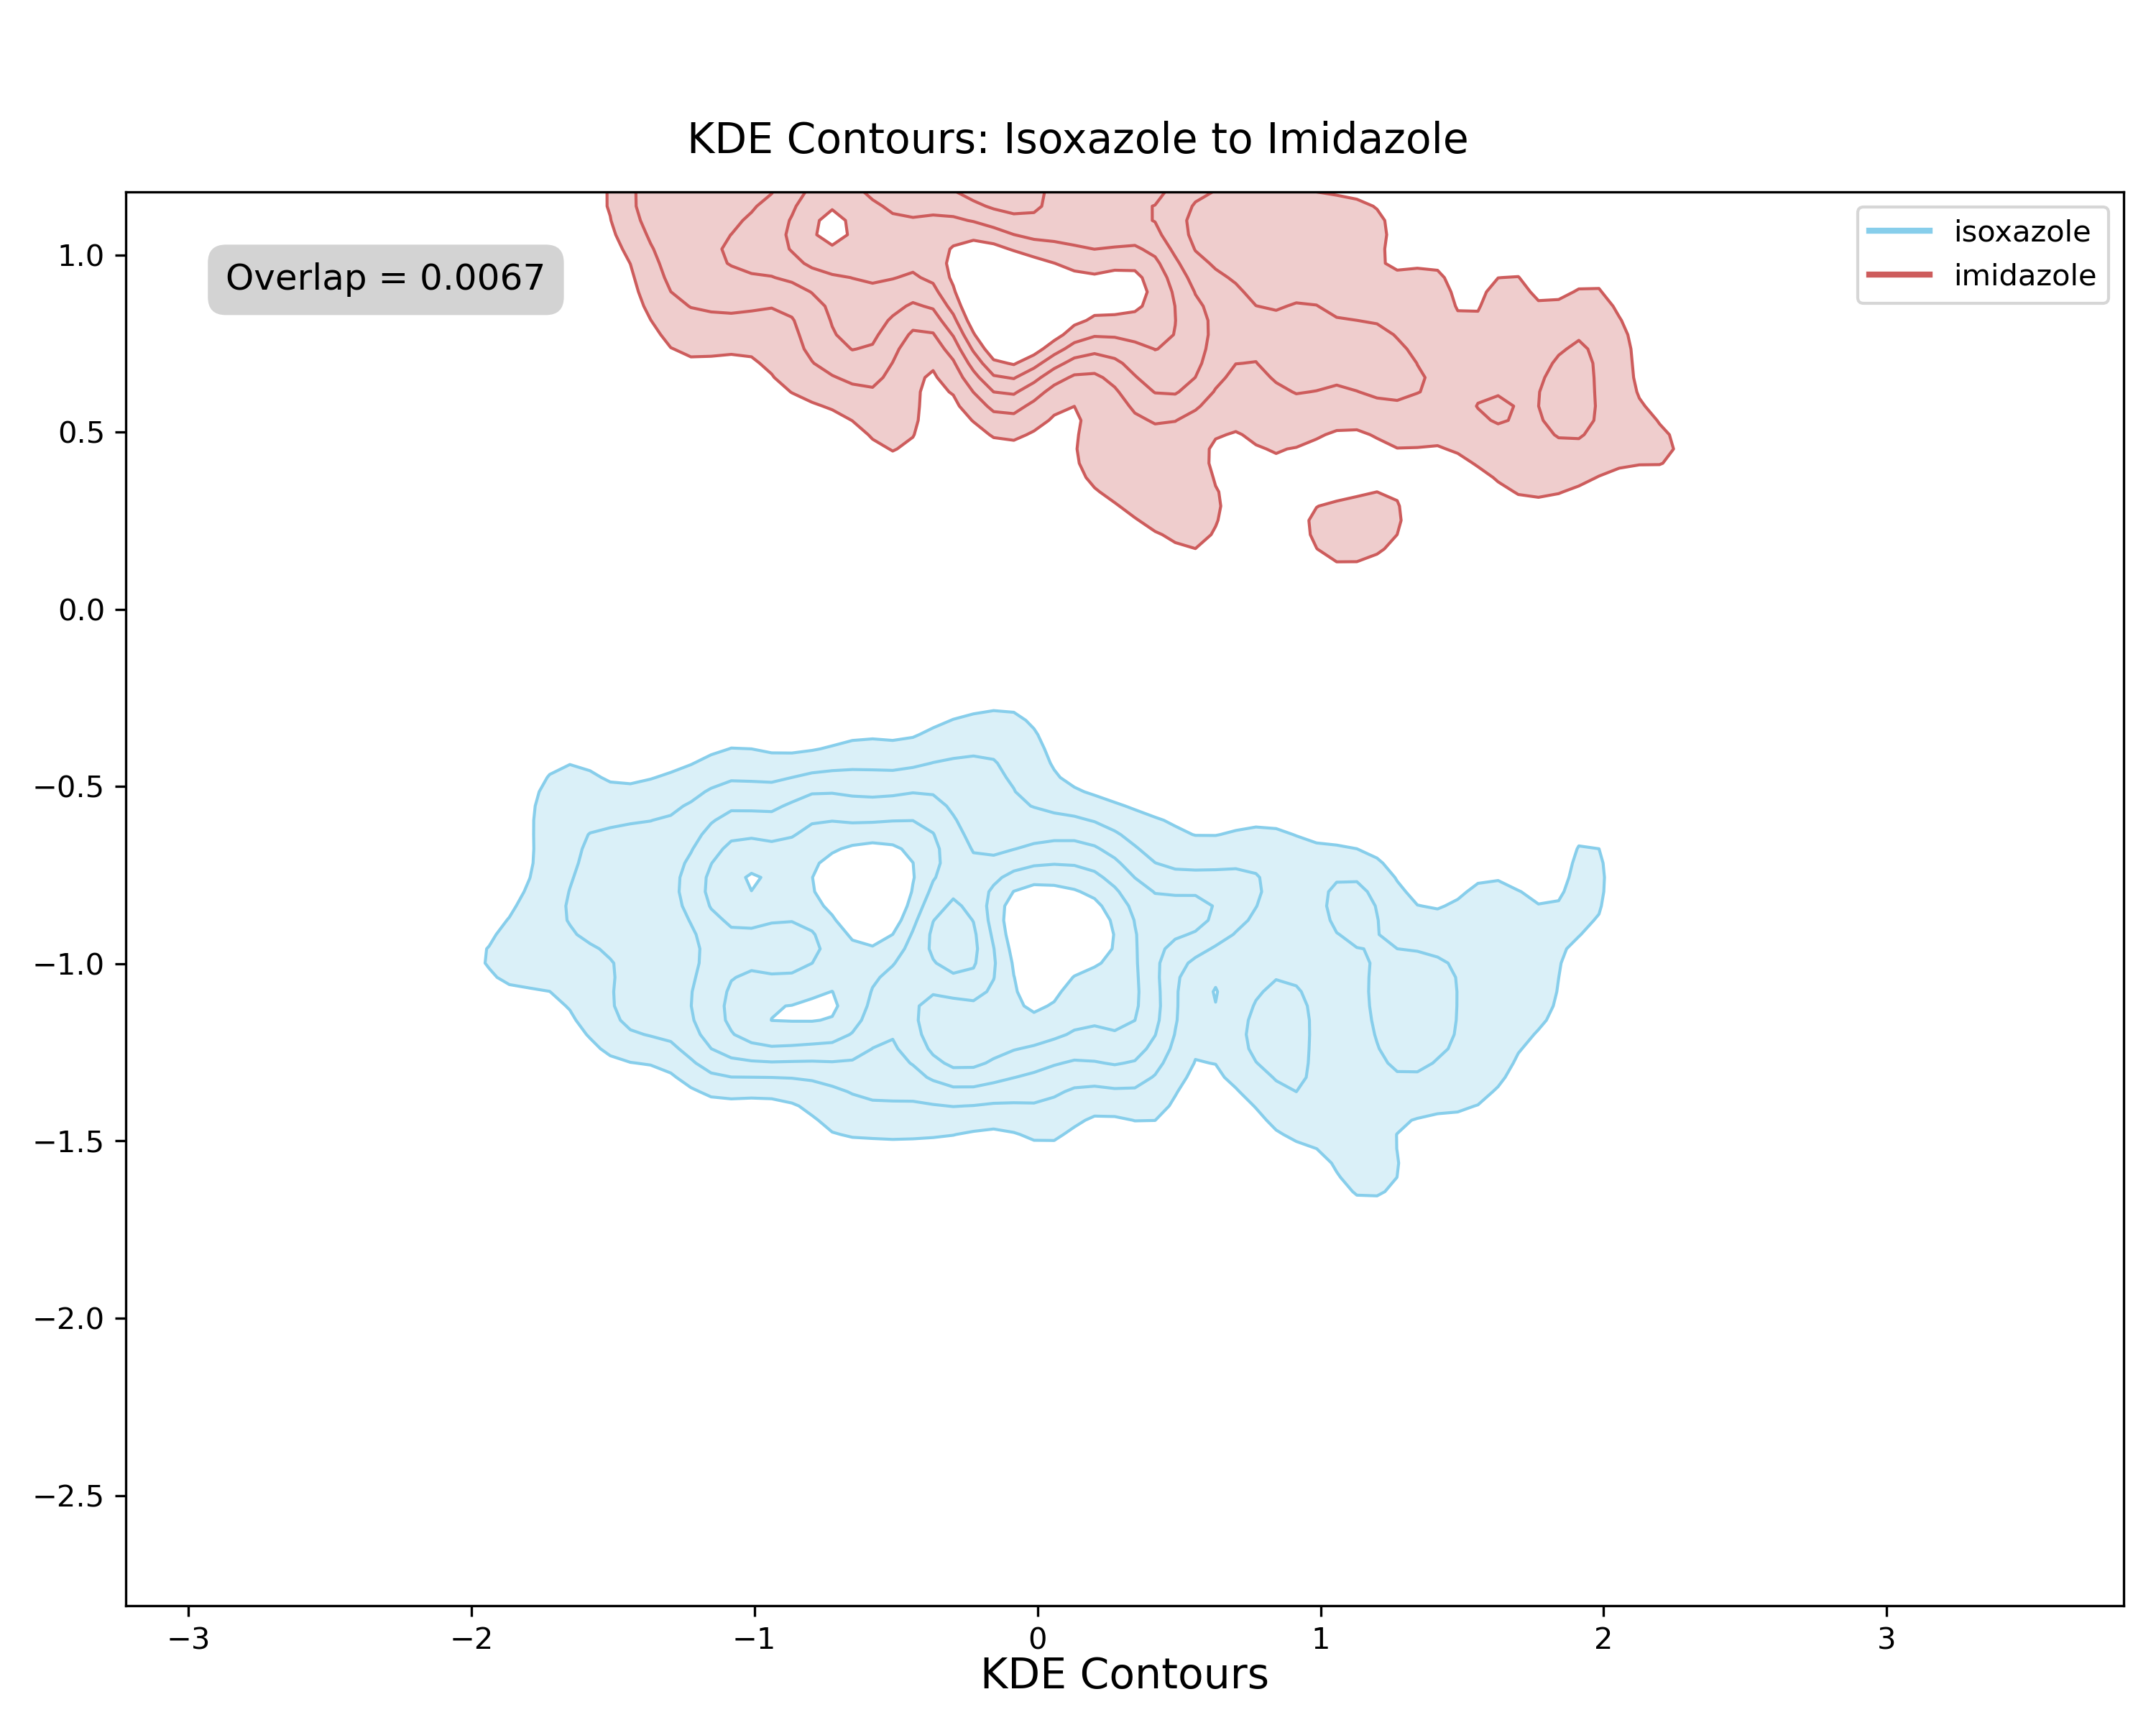 KDE Contours: Isoxazole to Imidazole
Overlap = 0.0067
isoxazole
imidazole
1.0
0.5
0.0
−0.5
−1.0
−1.5
−2.0
−2.5
−3 −2 −1 0 1 2 3
KDE Contours